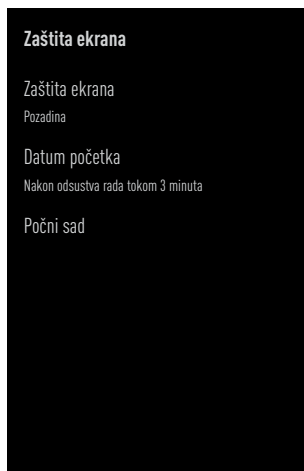 Zaštita ekrana
Zaštita ekrana
Pozadina
Datum početka
Nakon odsustva rada tokom 3 minuta
Počni sad